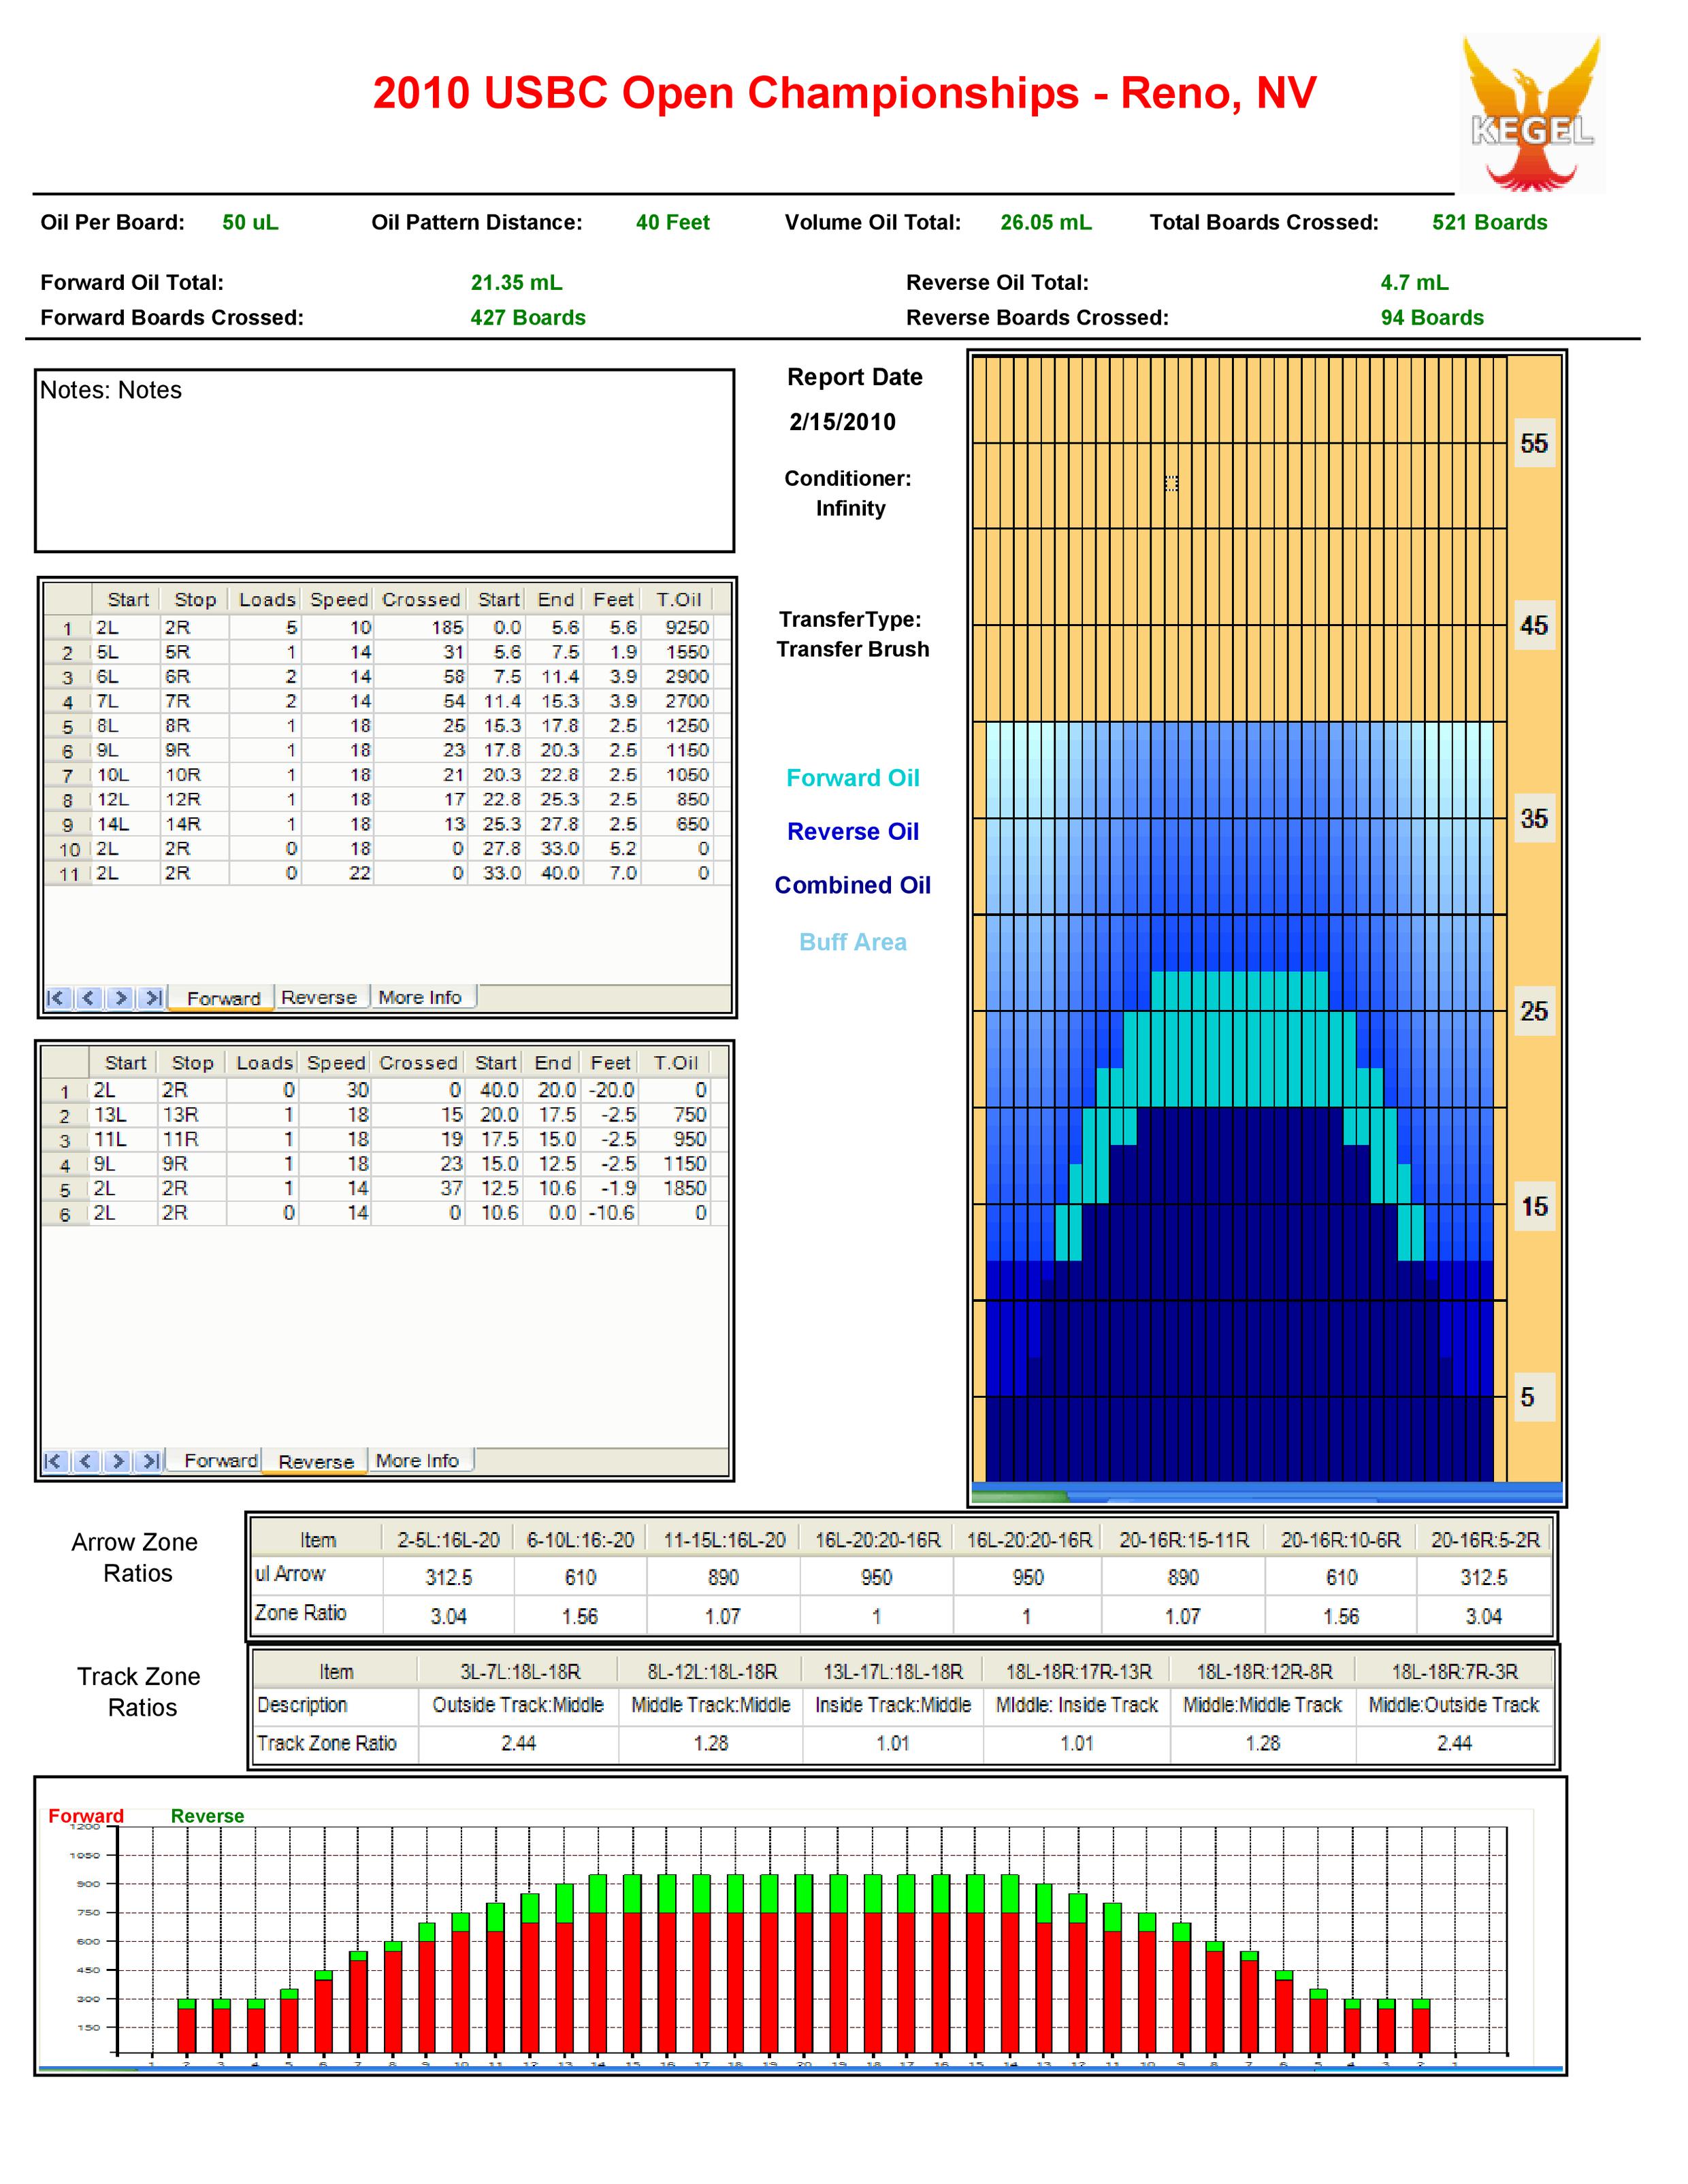 2010 USBC Open Championships - Reno, NV
KEGEL
Oil Per Board: 50 uL Oil Pattern Distance: 40 Feet Volume Oil Total: 26.05 mL Total Boards Crossed: 521 Boards
Forward Oil Total: 21.35 mL Reverse Oil Total: 4.7 mL
Forward Boards Crossed: 427 Boards Reverse Boards Crossed: 94 Boards
Notes: Notes
Report Date
2/15/2010
Conditioner:
Infinity
TransferType:
Transfer Brush
Forward Oil
Reverse Oil
Combined Oil
Buff Area
55
45
35
25
15
5
Start Stop Loads Speed Crossed Start End Feet T.Oil
1 2L 2R 5 10 185 0.0 5.6 5.6 9250
2 5L 5R 1 14 31 5.6 7.5 1.9 1550
3 6L 6R 2 14 58 7.5 11.4 3.9 2900
4 7L 7R 2 14 54 11.4 15.3 3.9 2700
5 8L 8R 1 18 25 15.3 17.8 2.5 1250
6 9L 9R 1 18 23 17.8 20.3 2.5 1150
7 10L 10R 1 18 21 20.3 22.8 2.5 1050
8 12L 12R 1 18 17 22.8 25.3 2.5 850
9 14L 14R 1 18 13 25.3 27.8 2.5 650
10 2L 2R 0 18 0 27.8 33.0 5.2 0
11 2L 2R 0 22 0 33.0 40.0 7.0 0
Forward Reverse More Info
Start Stop Loads Speed Crossed Start End Feet T.Oil
1 2L 2R 0 30 0 40.0 20.0 -20.0 0
2 13L 13R 1 18 15 20.0 17.5 -2.5 750
3 11L 11R 1 18 19 17.5 15.0 -2.5 950
4 9L 9R 1 18 23 15.0 12.5 -2.5 1150
5 2L 2R 1 14 37 12.5 10.6 -1.9 1850
6 2L 2R 0 14 0 10.6 0.0 -10.6 0
Forward Reverse More Info
Arrow Zone
Ratios
Item 2-5L:16L-20 6-10L:16:-20 11-15L:16L-20 16L-20:20-16R 16L-20:20-16R 20-16R:15-11R 20-16R:10-6R 20-16R:5-2R
ul Arrow 312.5 610 890 950 950 890 610 312.5
Zone Ratio 3.04 1.56 1.07 1 1 1.07 1.56 3.04
Track Zone
Ratios
Item 3L-7L:18L-18R 8L-12L:18L-18R 13L-17L:18L-18R 18L-18R:17R-13R 18L-18R:12R-8R 18L-18R:7R-3R
Description Outside Track:Middle Middle Track:Middle Inside Track:Middle MIddle: Inside Track Middle:Middle Track Middle:Outside Track
Track Zone Ratio 2.44 1.28 1.01 1.01 1.28 2.44
Forward Reverse
1200
1050
900
750
600
450
300
150
1 2 3 4 5 6 7 8 9 10 11 12 13 14 15 16 17 18 19 20 19 18 17 16 15 14 13 12 11 10 9 8 7 6 5 4 3 2 1